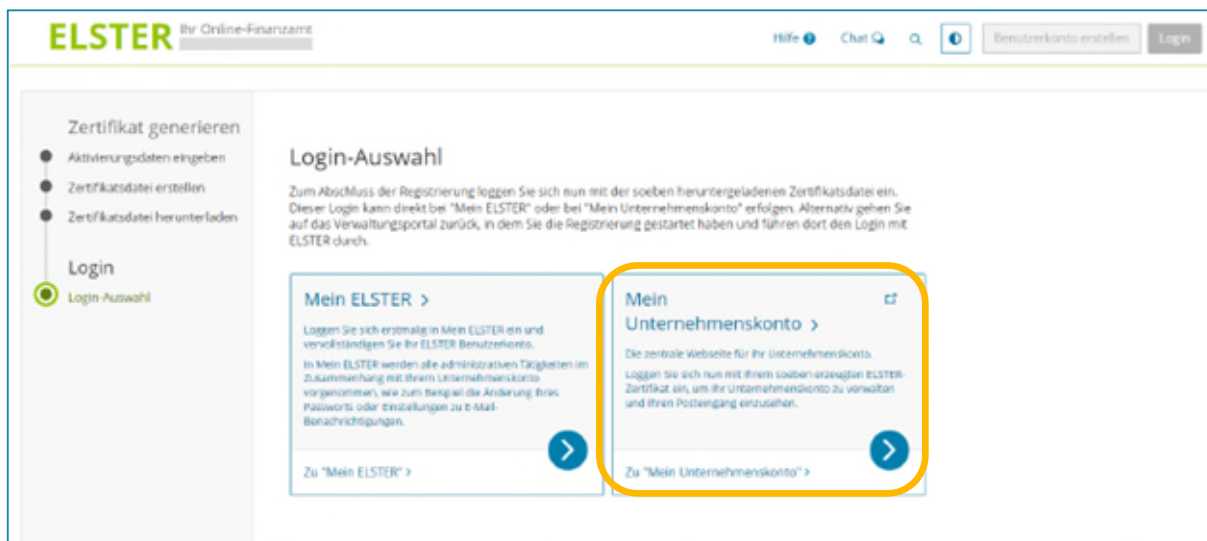 ELSTER Ihr Online-Finanzamt
Hilfe Chat Benutzerkonto erstellen Login
Zertifikat generieren
Aktivierungsdaten eingeben
Zertifikatsdatei erstellen
Zertifikatsdatei herunterladen
Login
Login-Auswahl
Login-Auswahl
Zum Abschluss der Registrierung loggen Sie sich nun mit der soeben heruntergeladenen Zertifikatsdatei ein.
Dieser Login kann direkt bei "Mein ELSTER" oder bei "Mein Unternehmenskonto" erfolgen. Alternativ gehen Sie
auf das Verwaltungsportal zurück, in dem Sie die Registrierung gestartet haben und führen dort den Login mit
ELSTER durch.
Mein ELSTER >
Loggen Sie sich erstmalig in Mein ELSTER ein und
vervollständigen Sie Ihr ELSTER Benutzerkonto.
In Mein ELSTER werden alle administrativen Tätigkeiten im
Zusammenhang mit Ihrem Unternehmenskonto
vorgenommen, wie zum Beispiel die Änderung Ihres
Passworts oder Einstellungen zu E-Mail-
Benachrichtigungen.
Zu "Mein ELSTER" >
Mein
Unternehmenskonto >
Die zentrale Webseite für Ihr Unternehmenskonto.
Loggen Sie sich nun mit Ihrem soeben erzeugten ELSTER-
Zertifikat ein, um Ihr Unternehmenskonto zu verwalten
und Ihren Posteingang einzusehen.
Zu "Mein Unternehmenskonto" >